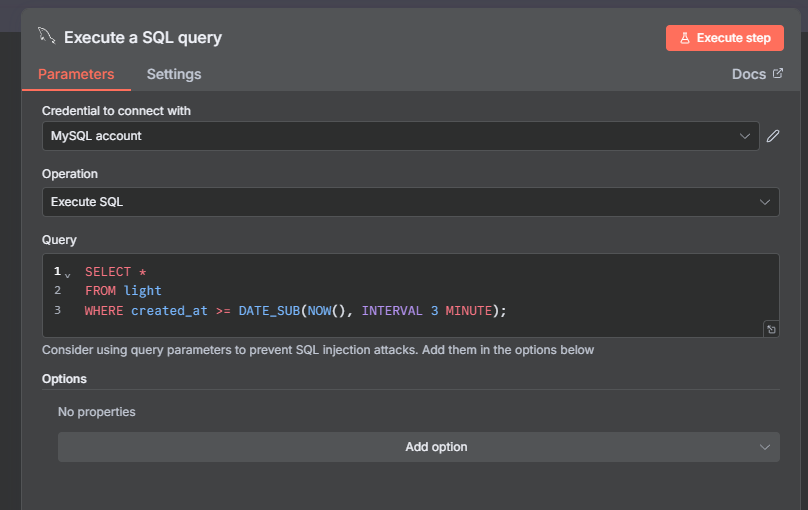 Execute a SQL query
Execute step
Parameters
Settings
Docs
Credential to connect with
MySQL account
Operation
Execute SQL
Query
1 SELECT *
2 FROM light
3 WHERE created_at >= DATE_SUB(NOW(), INTERVAL 3 MINUTE);
Consider using query parameters to prevent SQL injection attacks. Add them in the options below
Options
No properties
Add option